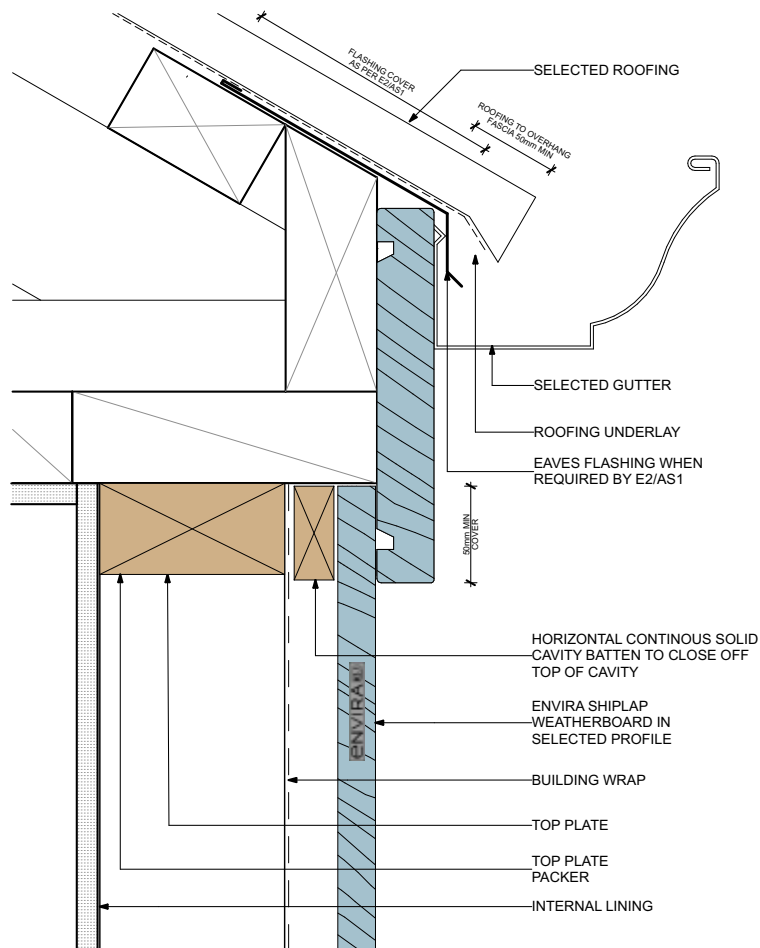 FLASHING COVER
AS PER E2/AS1
SELECTED ROOFING
ROOFING TO OVERHANG
FASCIA 50mm MIN
SELECTED GUTTER
ROOFING UNDERLAY
EAVES FLASHING WHEN
REQUIRED BY E2/AS1
50mm MIN
COVER
HORIZONTAL CONTINOUS SOLID
CAVITY BATTEN TO CLOSE OFF
TOP OF CAVITY
ENVIRA
ENVIRA SHIPLAP
WEATHERBOARD IN
SELECTED PROFILE
BUILDING WRAP
TOP PLATE
TOP PLATE
PACKER
INTERNAL LINING